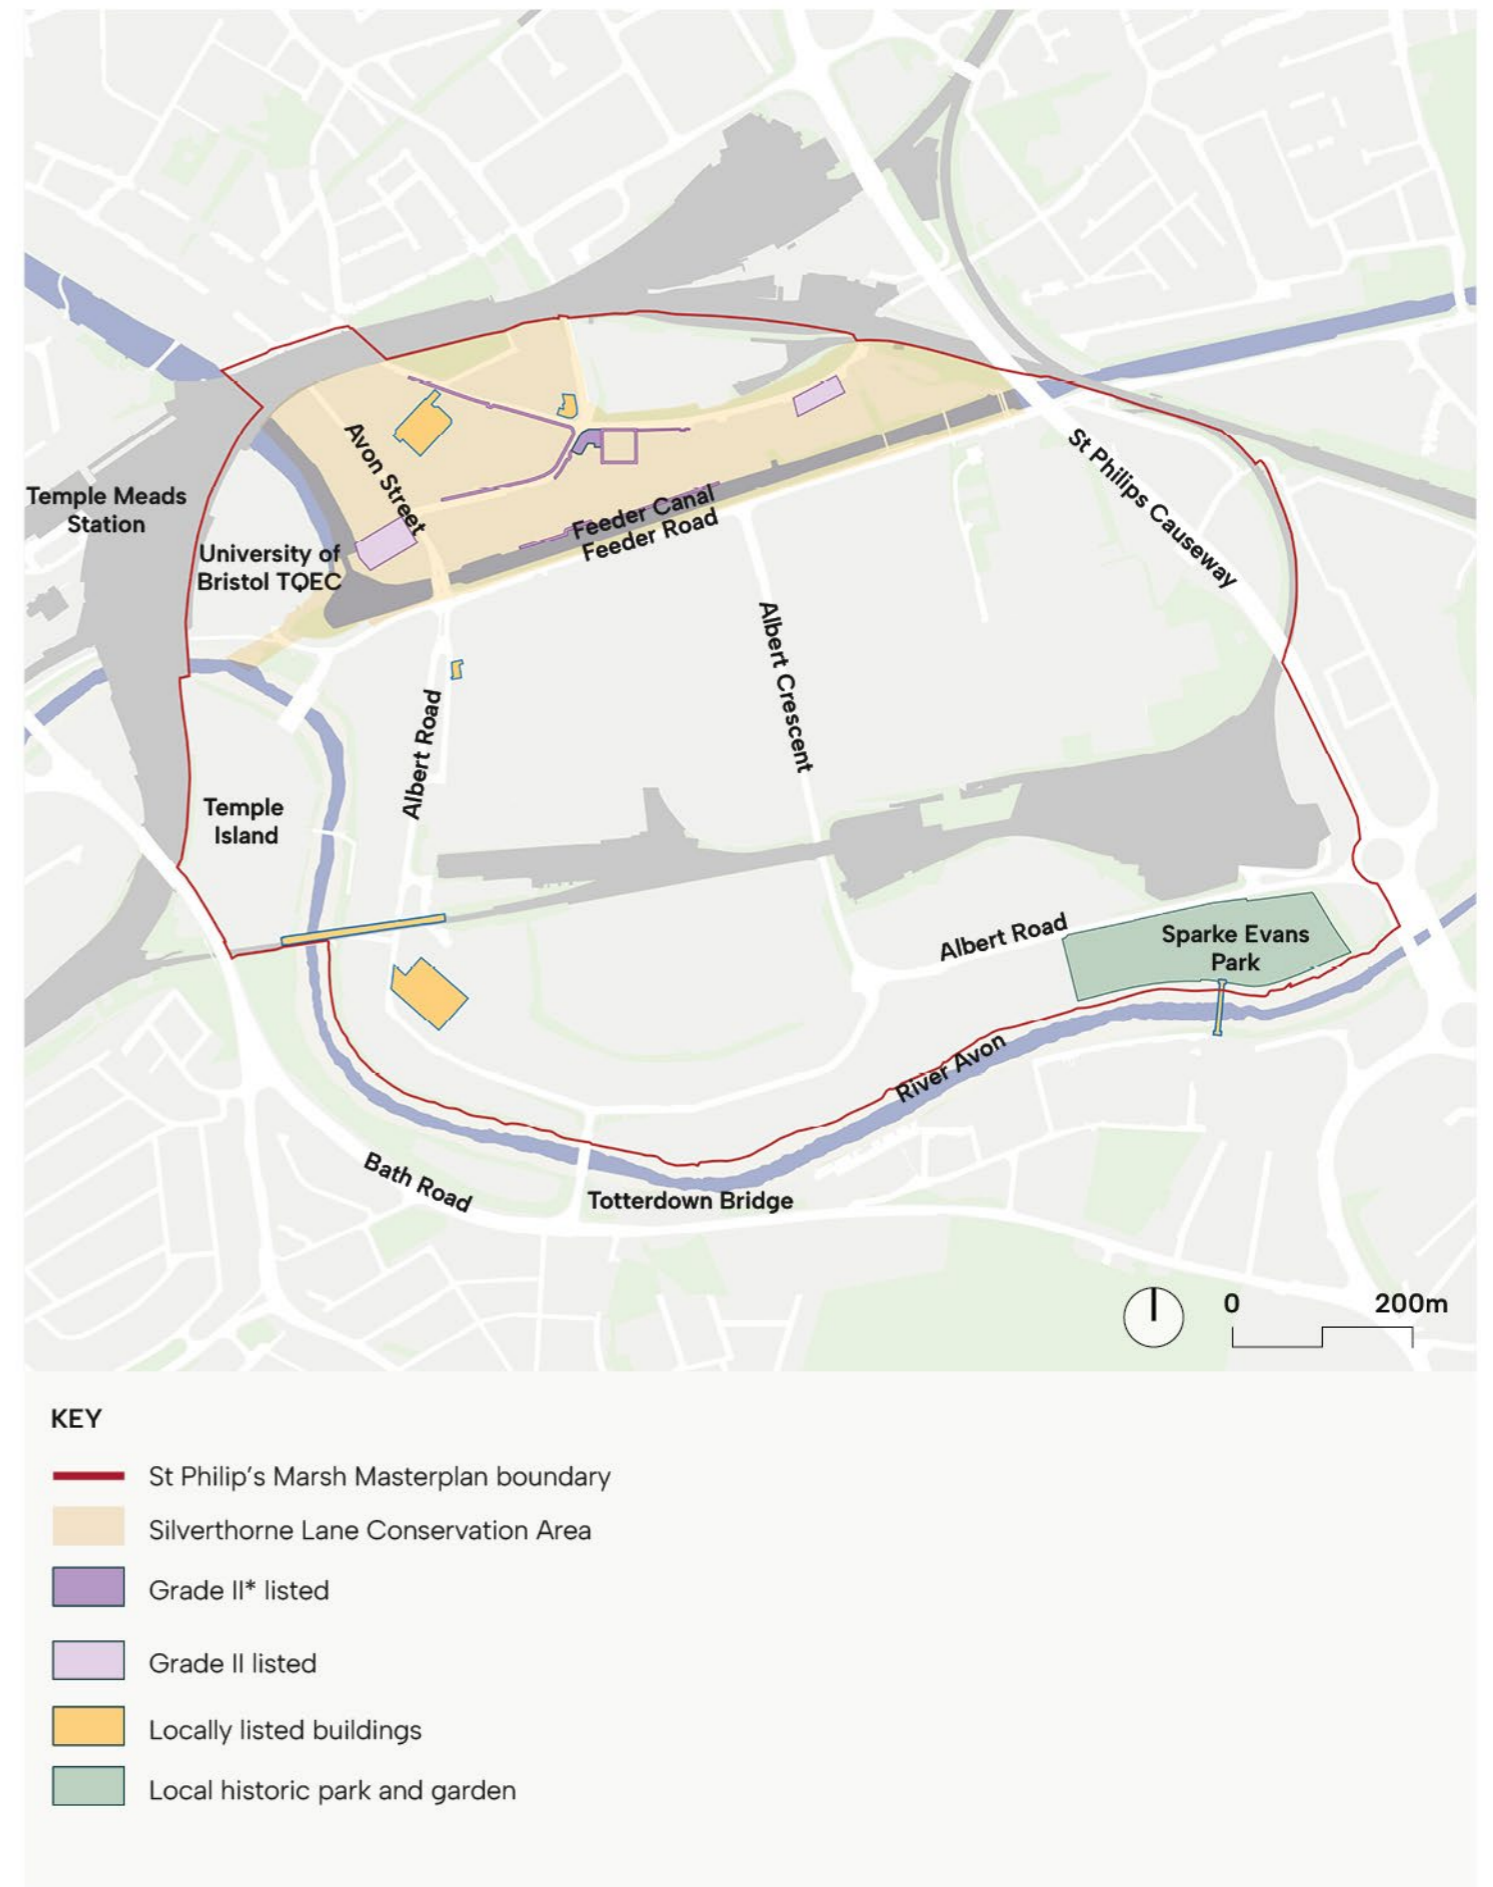 Avon Street
Temple Meads
Station
University of
Bristol TQEC
Feeder Canal
Feeder Road
St Philips Causeway
Albert Crescent
Albert Road
Temple
Island
Albert Road
Sparke Evans
Park
River Avon
Bath Road
Totterdown Bridge
0 200m
KEY
St Philip’s Marsh Masterplan boundary
Silverthorne Lane Conservation Area
Grade II* listed
Grade II listed
Locally listed buildings
Local historic park and garden